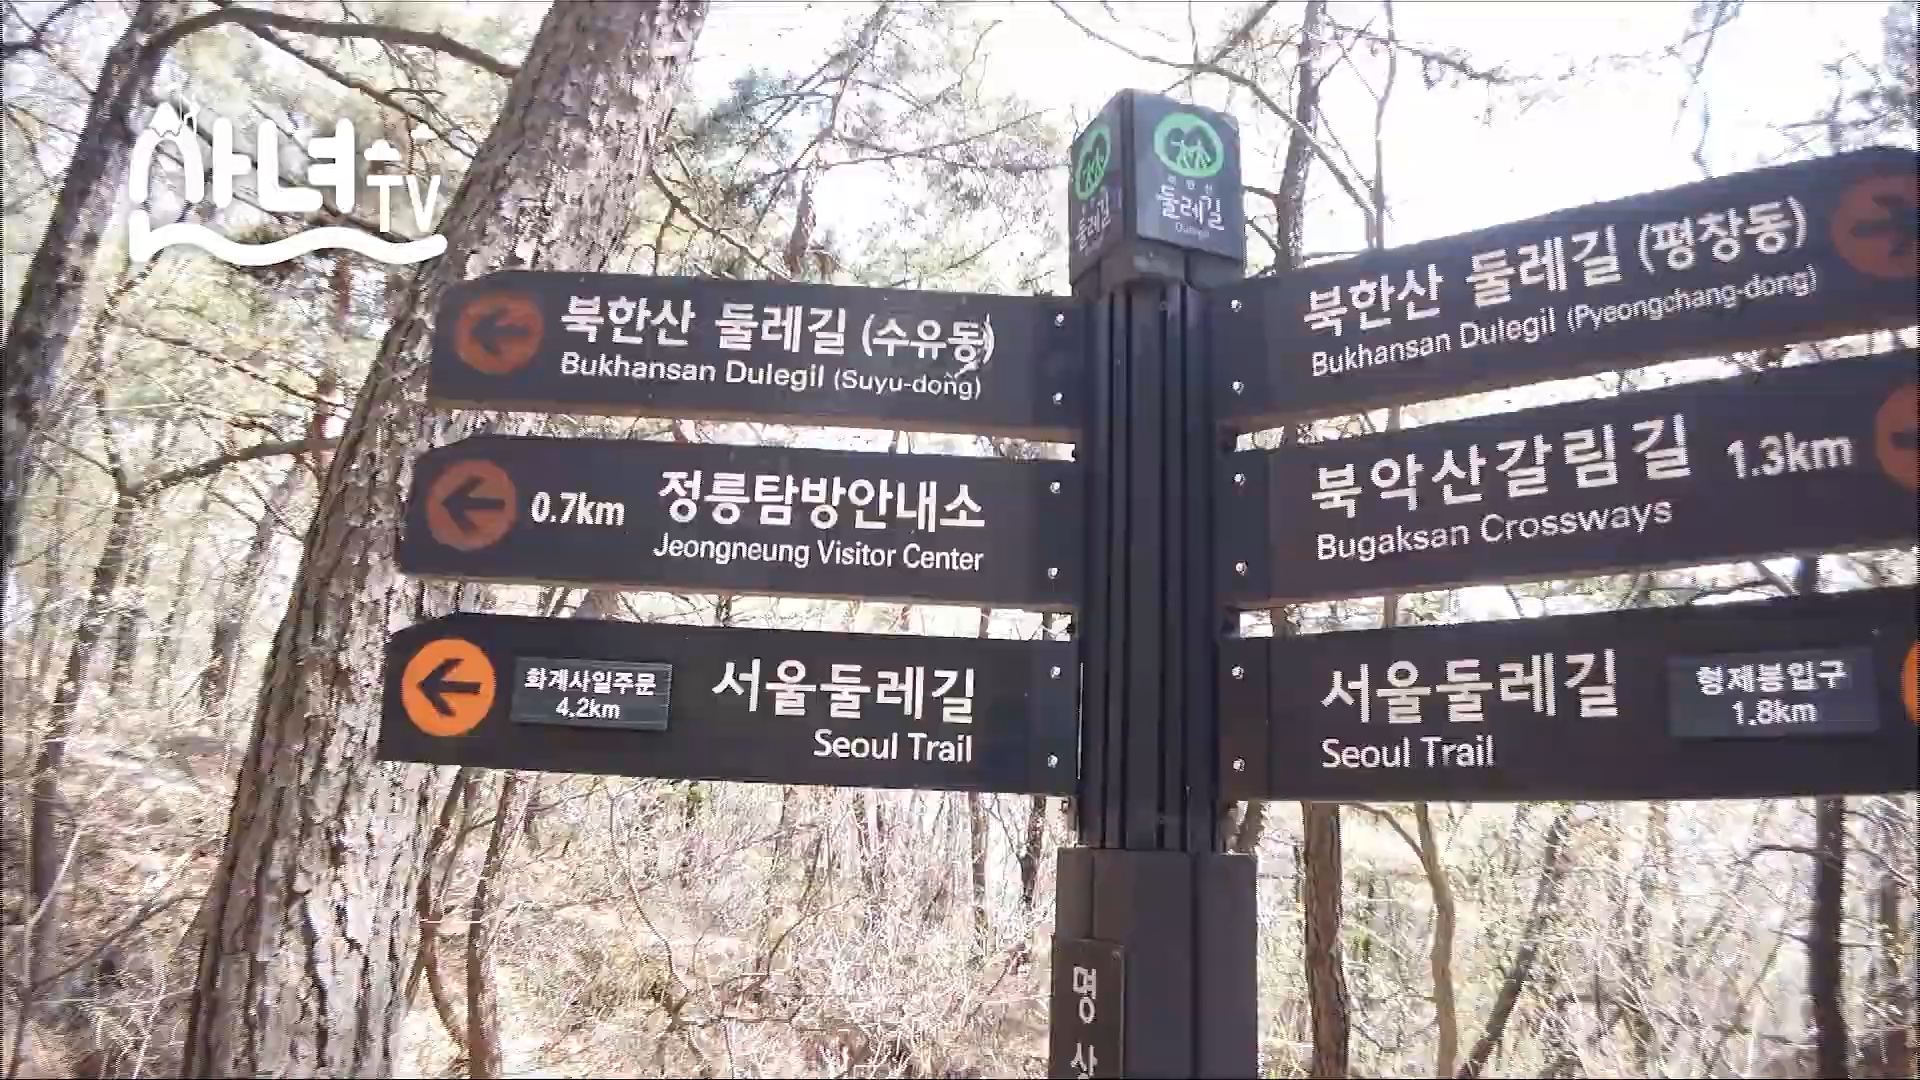 산녀TV
북한산
둘레길
Dulegil
둘레길
북한산 둘레길 (수유동)
Bukhansan Dulegil (Suyu-dong)
0.7km 정릉탐방안내소
Jeongneung Visitor Center
화계사일주문
4.2km
서울둘레길
Seoul Trail
북한산 둘레길 (평창동)
Bukhansan Dulegil (Pyeongchang-dong)
북악산갈림길 1.3km
Bugaksan Crossways
서울둘레길
Seoul Trail
형제봉입구
1.8km
명
상